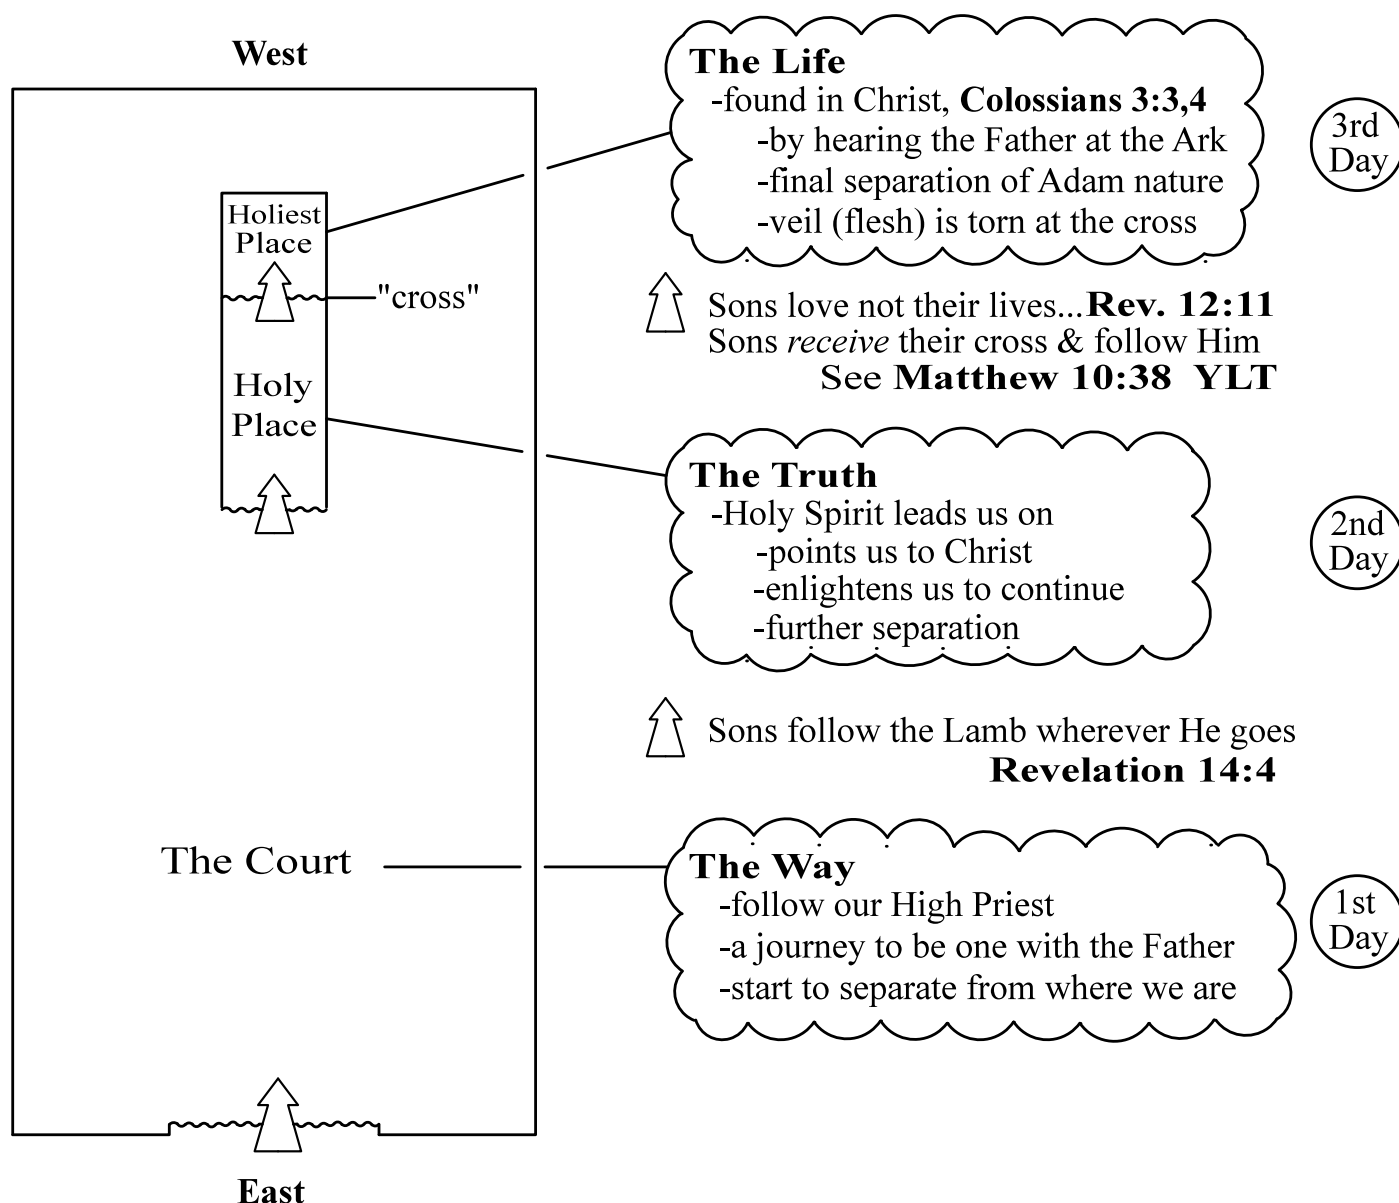 West
Holiest
Place
"cross"
Holy
Place
The Court
East
The Life
-found in Christ, Colossians 3:3,4
-by hearing the Father at the Ark
-final separation of Adam nature
-veil (flesh) is torn at the cross
3rd
Day
Sons love not their lives...Rev. 12:11
Sons receive their cross & follow Him
See Matthew 10:38 YLT
The Truth
-Holy Spirit leads us on
-points us to Christ
-enlightens us to continue
-further separation
2nd
Day
Sons follow the Lamb wherever He goes
Revelation 14:4
The Way
-follow our High Priest
-a journey to be one with the Father
-start to separate from where we are
1st
Day